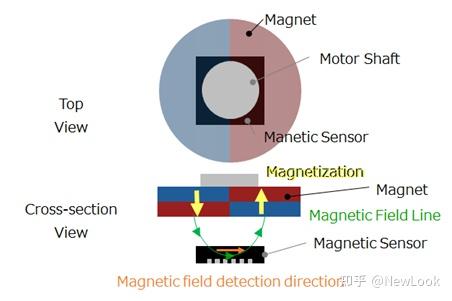 Magnet
Motor Shaft
Top
View
Manetic Sensor
Magnetization
Magnet
Cross-section
View
Magnetic Field Line
Magnetic Sensor
Magnetic field detection direction
知乎 @NewLook